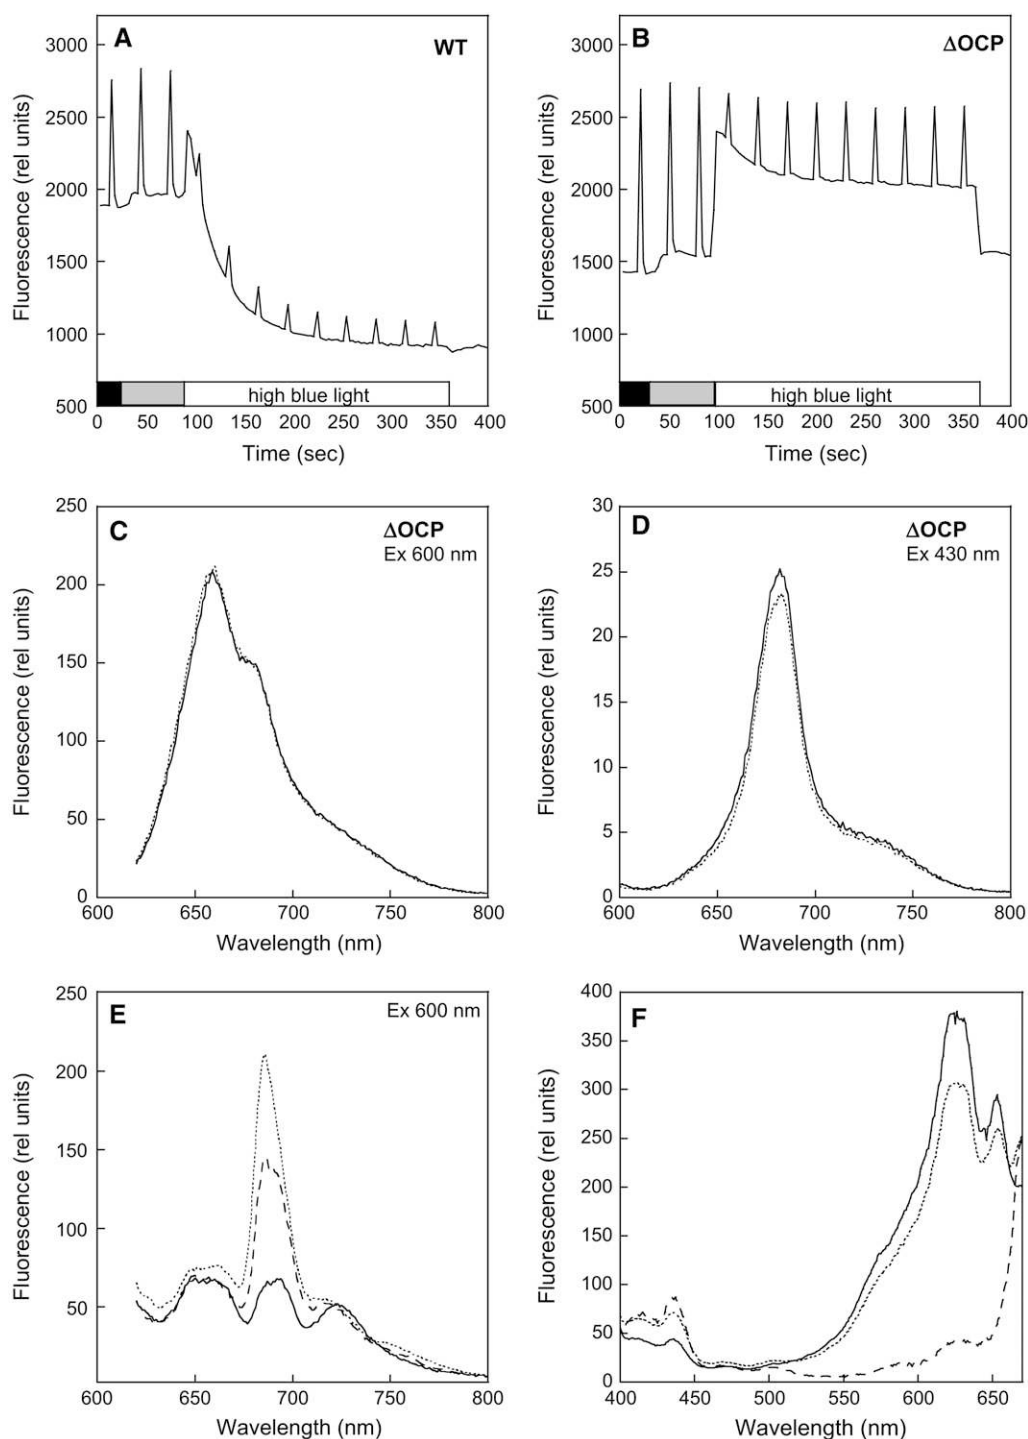 A
WT
Fluorescence (rel units)
3000
2500
2000
1500
1000
500
high blue light
0 50 100 150 200 250 300 350 400
Time (sec)
B
ΔOCP
Fluorescence (rel units)
3000
2500
2000
1500
1000
500
high blue light
0 50 100 150 200 250 300 350 400
Time (sec)
C
ΔOCP
Ex 600 nm
Fluorescence (rel units)
250
200
150
100
50
0
600 650 700 750 800
Wavelength (nm)
D
ΔOCP
Ex 430 nm
Fluorescence (rel units)
30
25
20
15
10
5
0
600 650 700 750 800
Wavelength (nm)
E
Ex 600 nm
Fluorescence (rel units)
250
200
150
100
50
600 650 700 750 800
Wavelength (nm)
F
Fluorescence (rel units)
400
350
300
250
200
150
100
50
0
400 450 500 550 600 650
Wavelength (nm)